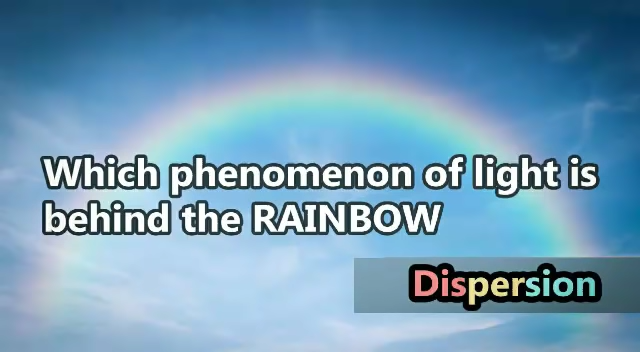 Which phenomenon of light is
behind the RAINBOW
Dispersion